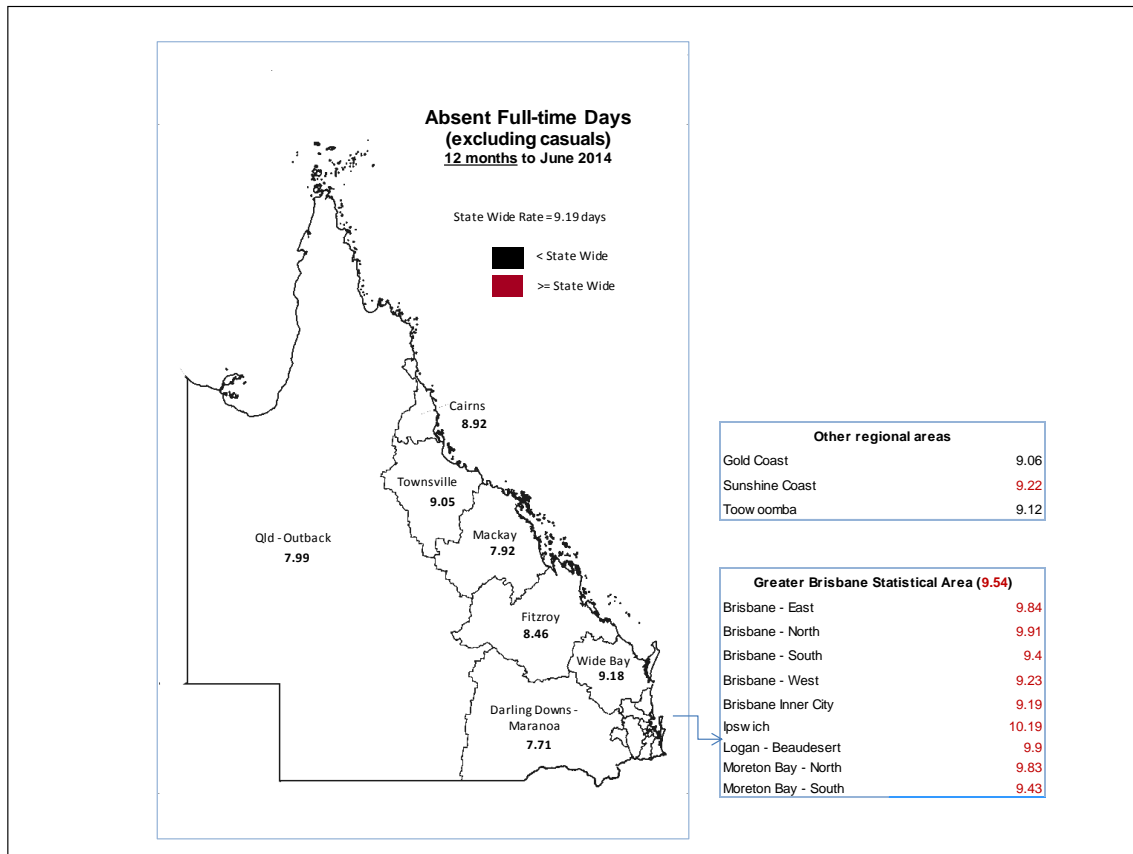 Absent Full-time Days
(excluding casuals)
12 months to June 2014
State Wide Rate = 9.19 days
< State Wide
>= State Wide
Cairns
8.92
Townsville
9.05
Mackay
7.92
Qld - Outback
7.99
Fitzroy
8.46
Wide Bay
9.18
Darling Downs -
Maranoa
7.71
Other regional areas
Gold Coast 9.06
Sunshine Coast 9.22
Toowoomba 9.12
Greater Brisbane Statistical Area (9.54)
Brisbane - East 9.84
Brisbane - North 9.91
Brisbane - South 9.4
Brisbane - West 9.23
Brisbane Inner City 9.19
Ipswich 10.19
Logan - Beaudesert 9.9
Moreton Bay - North 9.83
Moreton Bay - South 9.43